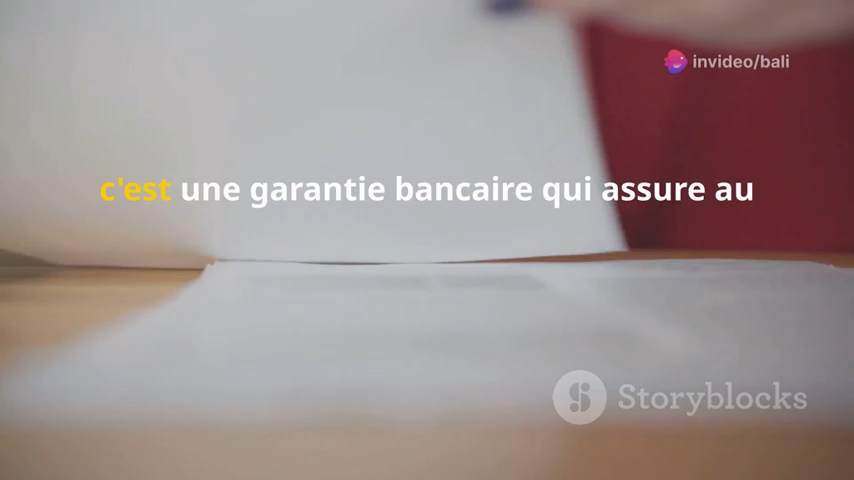 invideo/bali
c'est une garantie bancaire qui assure au
Storyblocks